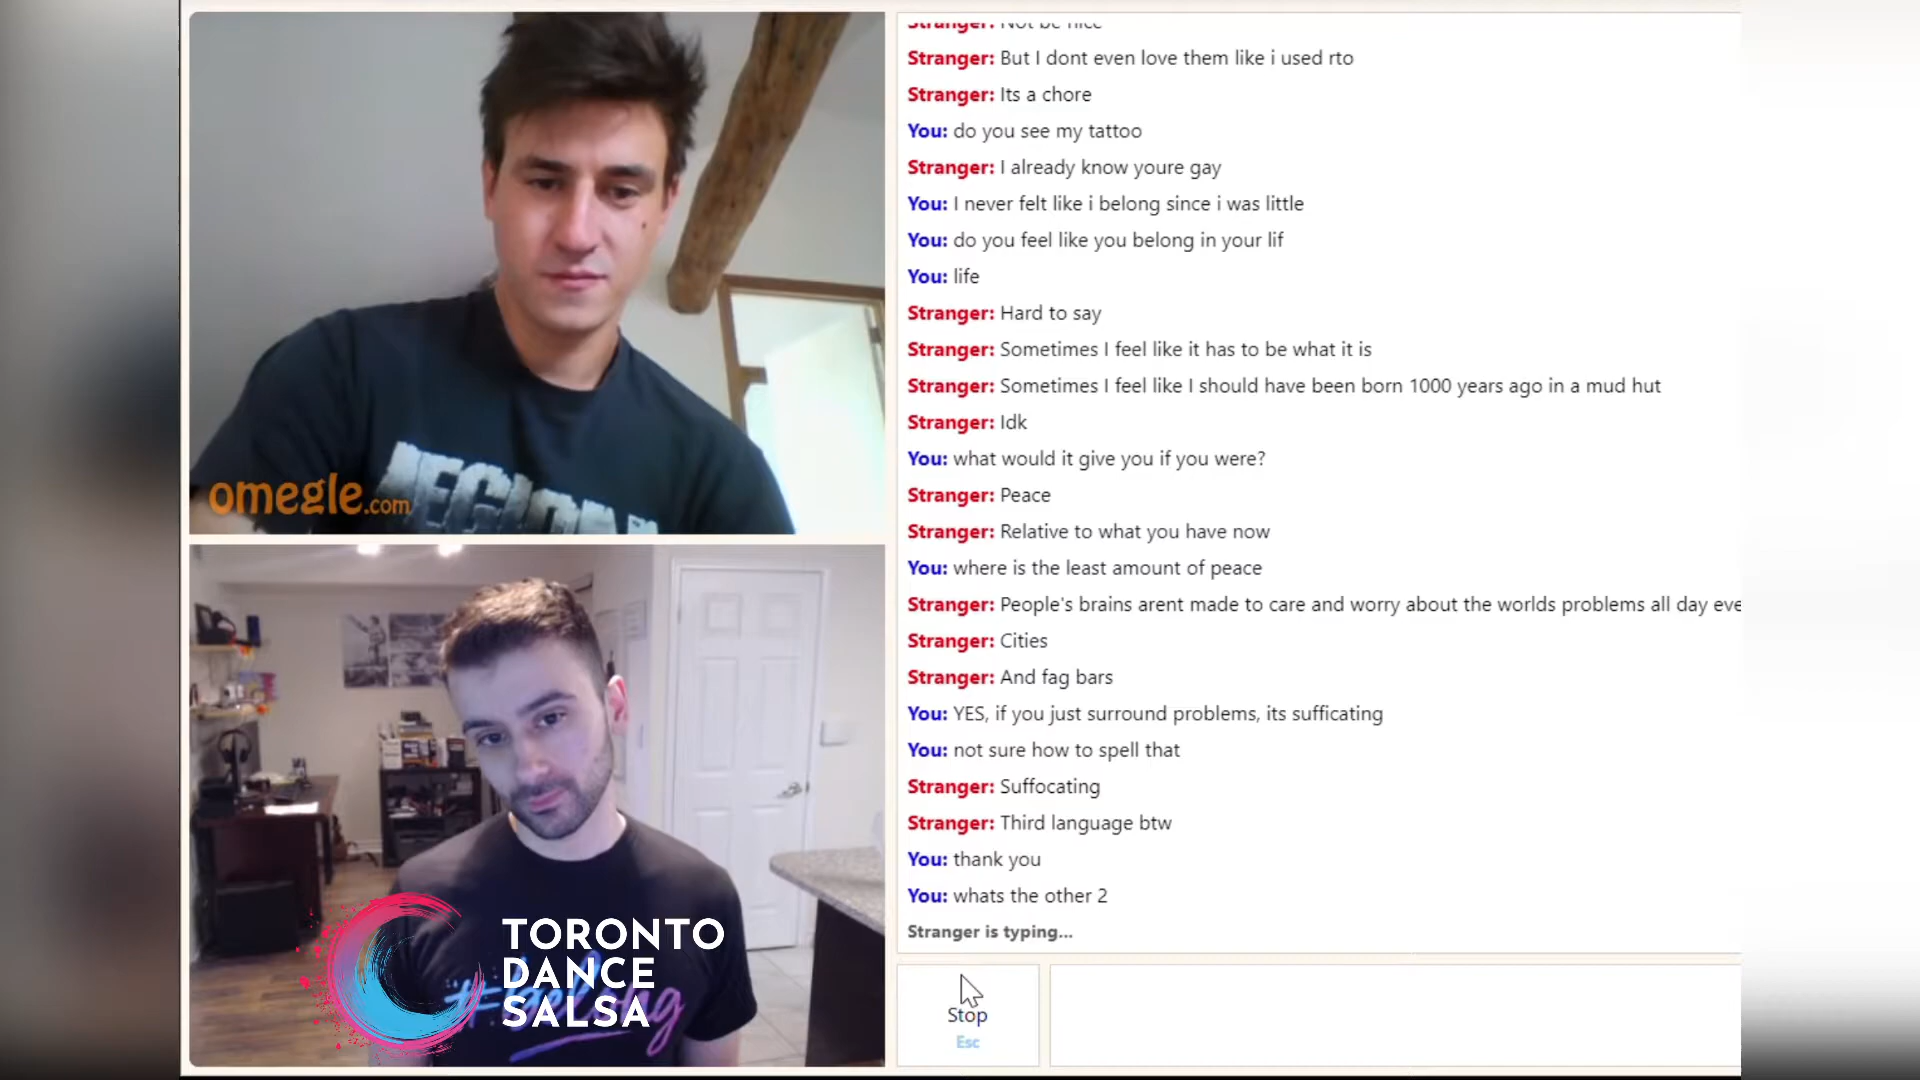 Stranger: Not be nice
Stranger: But I dont even love them like i used rto
Stranger: Its a chore
You: do you see my tattoo
Stranger: I already know youre gay
You: I never felt like i belong since i was little
You: do you feel like you belong in your lif
You: life
Stranger: Hard to say
Stranger: Sometimes I feel like it has to be what it is
Stranger: Sometimes I feel like I should have been born 1000 years ago in a mud hut
Stranger: Idk
You: what would it give you if you were?
Stranger: Peace
Stranger: Relative to what you have now
You: where is the least amount of peace
Stranger: People's brains arent made to care and worry about the worlds problems all day eve
Stranger: Cities
Stranger: And fag bars
You: YES, if you just surround problems, its sufficating
You: not sure how to spell that
Stranger: Suffocating
Stranger: Third language btw
You: thank you
You: whats the other 2
Stranger is typing...
Stop
Esc
omegle.com
TORONTO
DANCE
SALSA